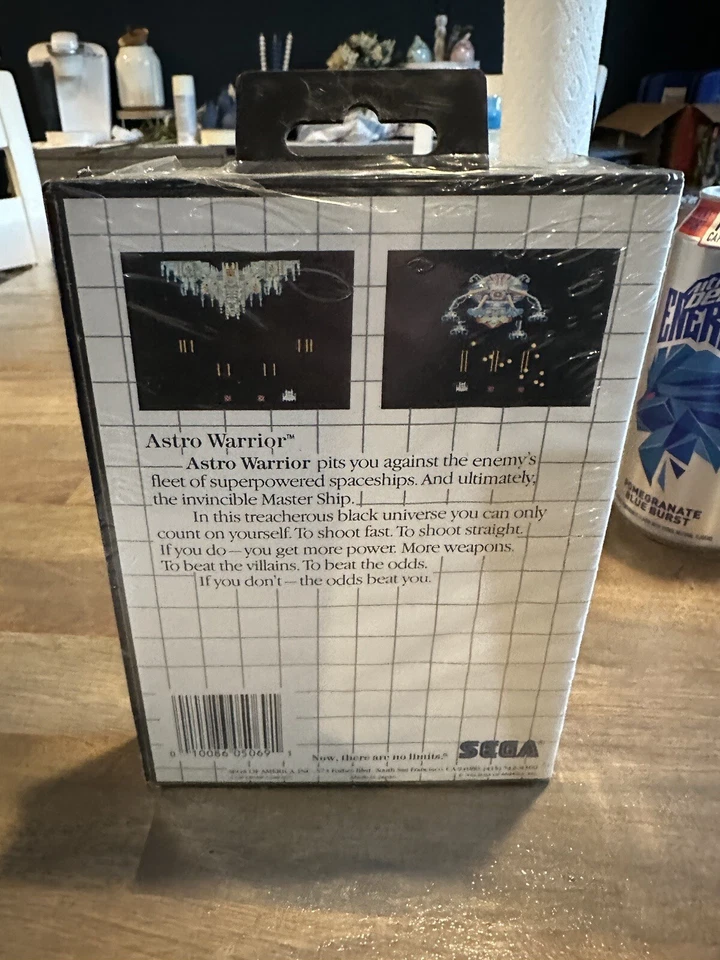 Astro Warrior™
Astro Warrior pits you against the enemy's
fleet of superpowered spaceships. And ultimately,
the invincible Master Ship.
In this treacherous black universe you can only
count on yourself. To shoot fast. To shoot straight.
If you do—you get more power. More weapons.
To beat the villains. To beat the odds.
If you don't—the odds beat you.
0 10086 05069 1
Now, there are no limits.® SEGA
ENERGY
POMEGRANATE
BLUE BURST